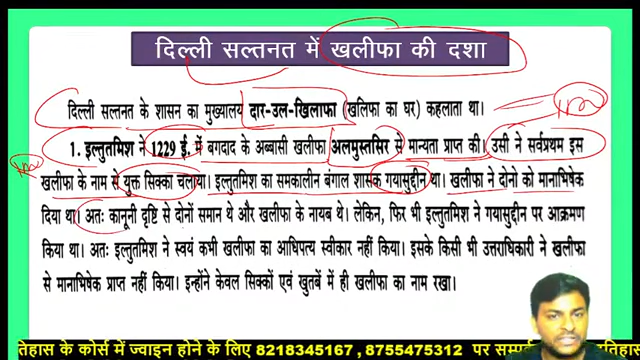 दिल्ली सल्तनत में खलीफा की दशा
दिल्ली सल्तनत के शासन का मुख्यालय दार-उल-खिलाफा (खलिफा का घर) कहलाता था।
1. इल्तुतमिश ने 1229 ई. में बगदाद के अब्बासी खलीफा अलमुस्तसिर से मान्यता प्राप्त की। उसी ने सर्वप्रथम इस
खलीफा के नाम से युक्त सिक्का चलाया। इल्तुतमिश का समकालीन बंगाल शासक गयासुद्दीन था। खलीफा ने दोनो को मानाभिषेक
दिया था। अतः कानूनी दृष्टि से दोनों समान थे और खलीफा के नायब थे। लेकिन, फिर भी इल्तुतमिश ने गयासुद्दीन पर आक्रमण
किया था। अतः इल्तुतमिश ने स्वयं कभी खलीफा का आधिपत्य स्वीकार नहीं किया। इसके किसी भी उत्तराधिकारी ने खलीफा
से मानाभिषेक प्राप्त नहीं किया। इन्होंने केवल सिक्कों एवं खुतबें में ही खलीफा का नाम रखा।
तेहास के कोर्स में ज्वाइन होने के लिए 8218345167 , 8755475312 पर सम्पर्